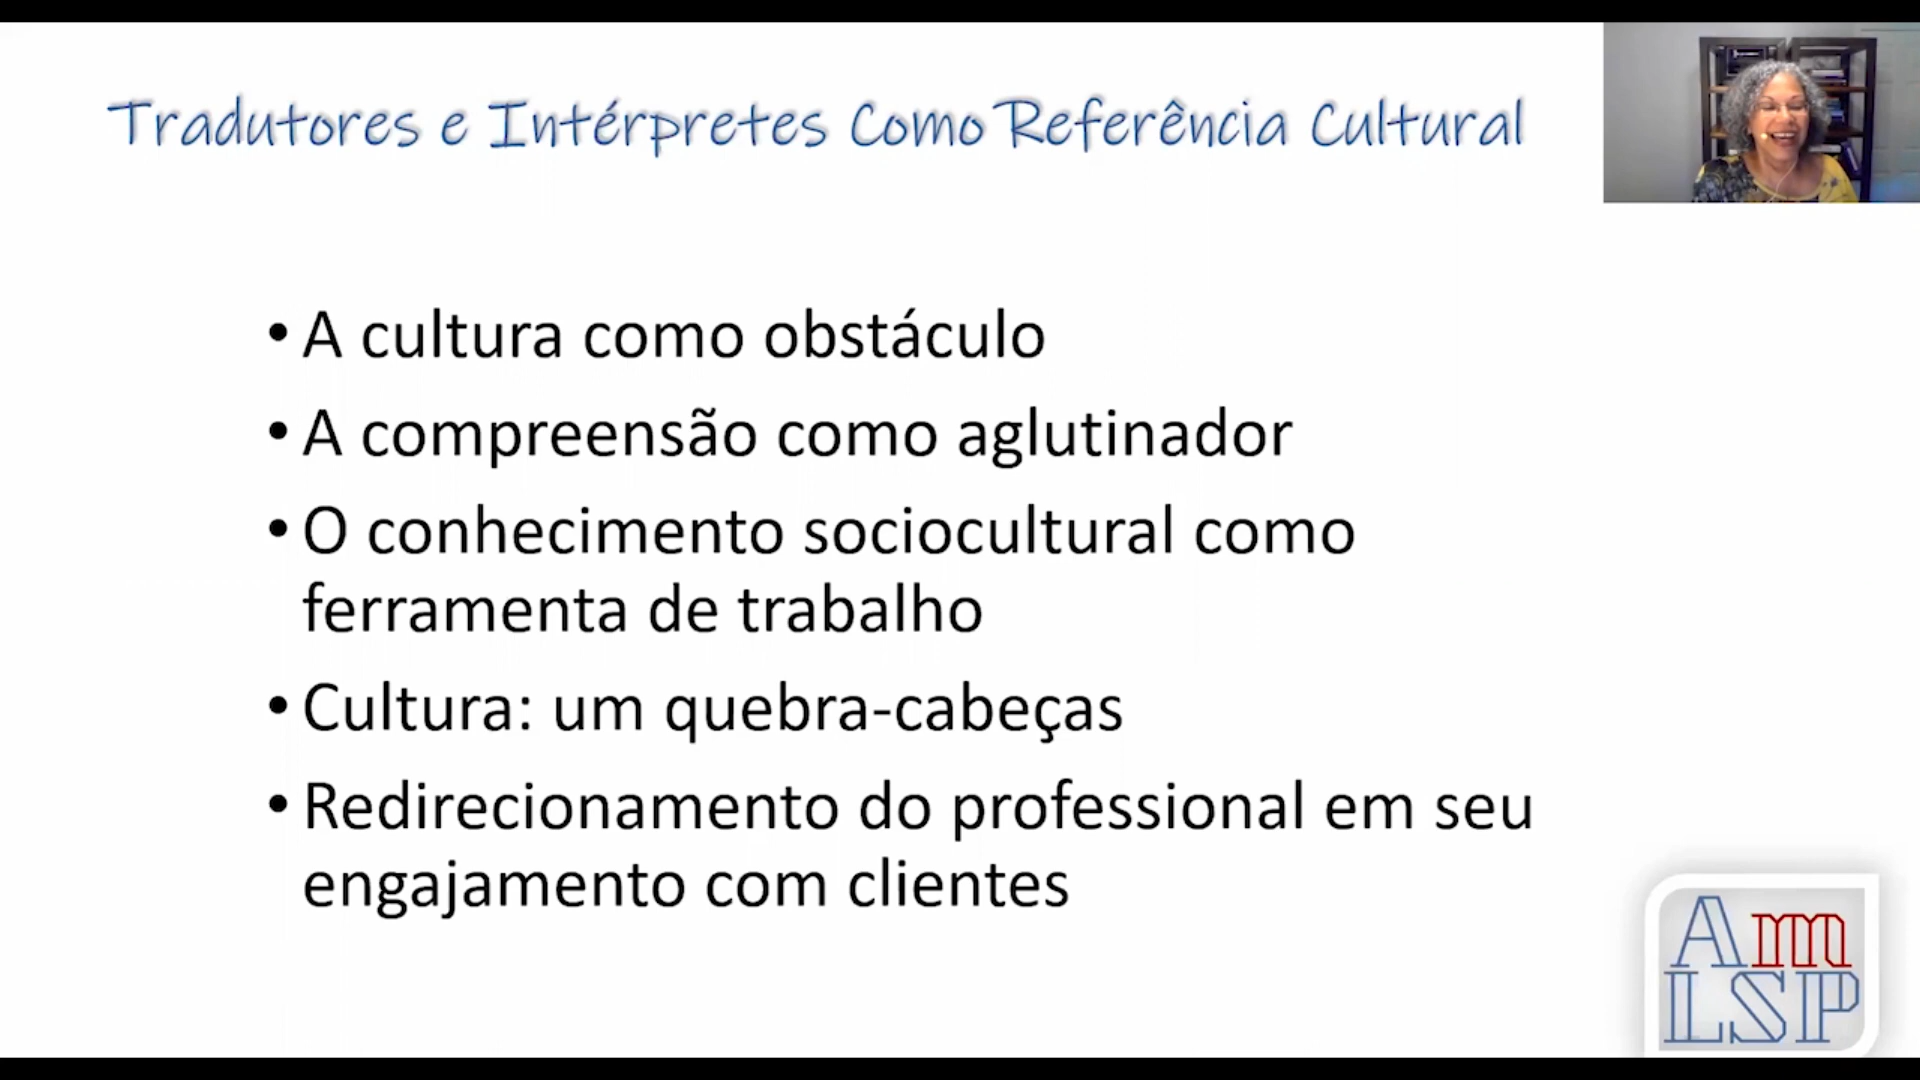 Tradutores e Intérpretes Como Referência Cultural
• A cultura como obstáculo
• A compreensão como aglutinador
• O conhecimento sociocultural como
ferramenta de trabalho
• Cultura: um quebra-cabeças
• Redirecionamento do professional em seu
engajamento com clientes
Am
LSP